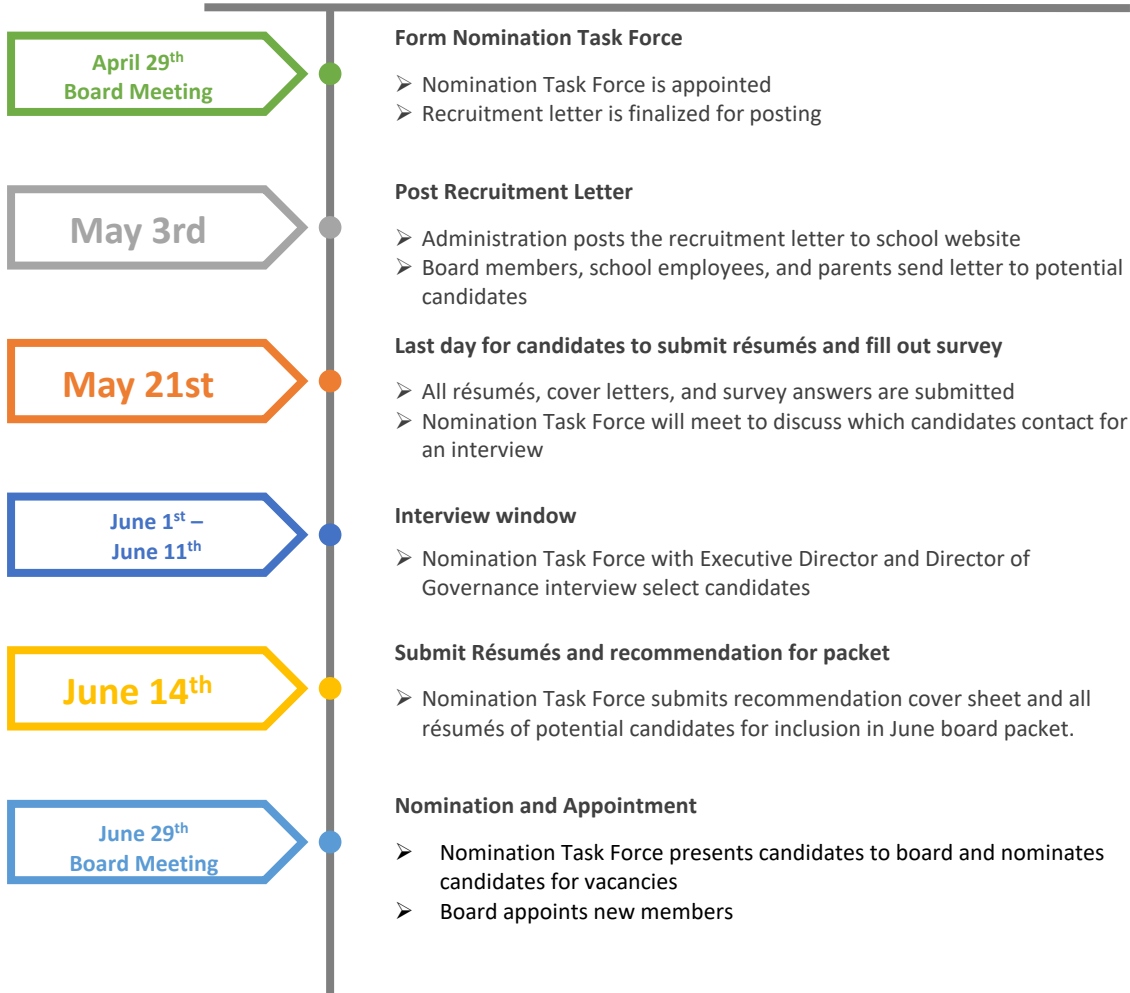 April 29th
Board Meeting
Form Nomination Task Force
➢ Nomination Task Force is appointed
➢ Recruitment letter is finalized for posting
May 3rd
Post Recruitment Letter
➢ Administration posts the recruitment letter to school website
➢ Board members, school employees, and parents send letter to potential
candidates
May 21st
Last day for candidates to submit résumés and fill out survey
➢ All résumés, cover letters, and survey answers are submitted
➢ Nomination Task Force will meet to discuss which candidates contact for
an interview
June 1st –
June 11th
Interview window
➢ Nomination Task Force with Executive Director and Director of
Governance interview select candidates
June 14th
Submit Résumés and recommendation for packet
➢ Nomination Task Force submits recommendation cover sheet and all
résumés of potential candidates for inclusion in June board packet.
June 29th
Board Meeting
Nomination and Appointment
➢ Nomination Task Force presents candidates to board and nominates
candidates for vacancies
➢ Board appoints new members